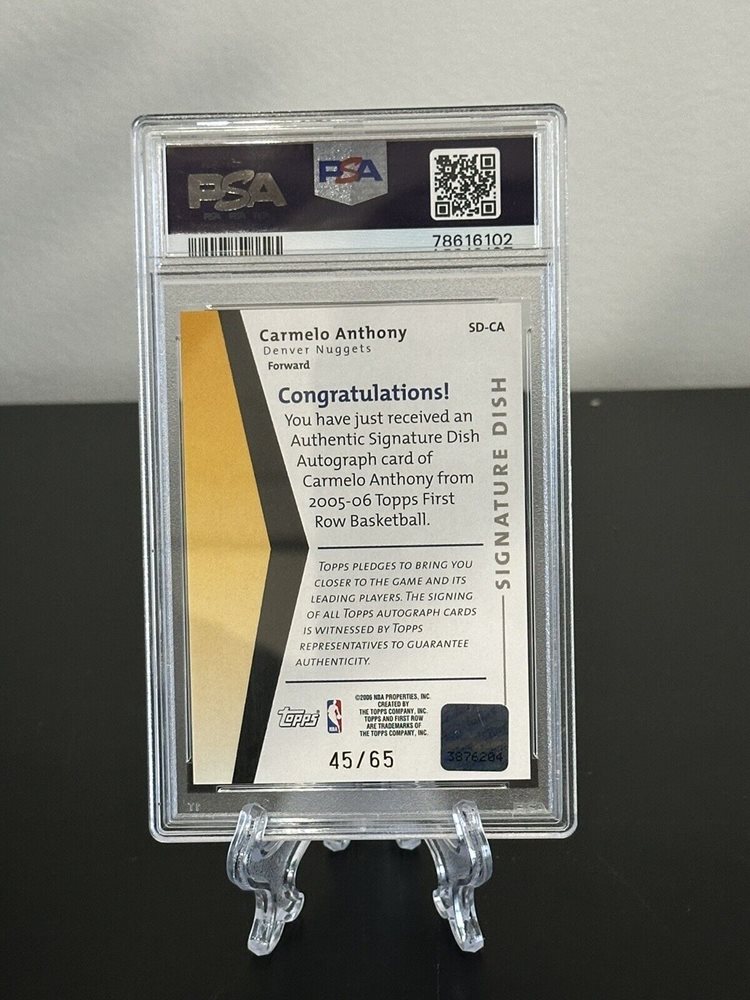 PSA
PSA
78616102
Carmelo Anthony
SD-CA
Denver Nuggets
Forward
Congratulations!
You have just received an
Authentic Signature Dish
Autograph card of
Carmelo Anthony from
2005-06 Topps First
Row Basketball.
SIGNATURE DISH
TOPPS PLEDGES TO BRING YOU
CLOSER TO THE GAME AND ITS
LEADING PLAYERS. THE SIGNING
OF ALL TOPPS AUTOGRAPH CARDS
IS WITNESSED BY TOPPS
REPRESENTATIVES TO GUARANTEE
AUTHENTICITY.
topps
NBA
©2006 NBA PROPERTIES, INC.
CREATED BY
THE TOPPS COMPANY, INC.
TOPPS AND FIRST ROW
ARE TRADEMARKS OF
THE TOPPS COMPANY, INC.
45/65
3876204